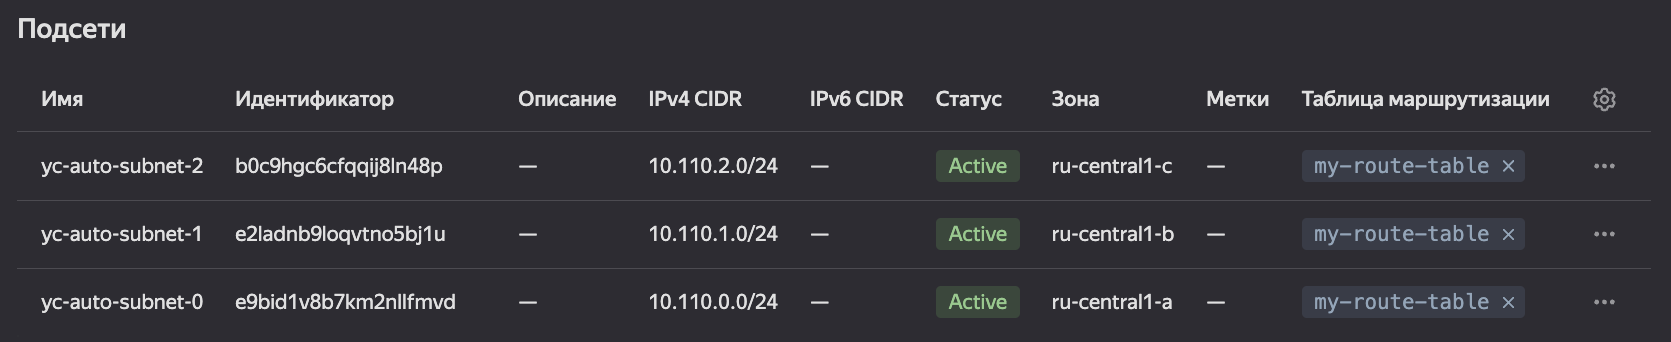 Подсети
Имя Идентификатор Описание IPv4 CIDR IPv6 CIDR Статус Зона Метки Таблица маршрутизации
yc-auto-subnet-2 b0c9hgc6cfqqij8ln48p — 10.110.2.0/24 — Active ru-central1-c — my-route-table ×
yc-auto-subnet-1 e2ladnb9loqvtno5bj1u — 10.110.1.0/24 — Active ru-central1-b — my-route-table ×
yc-auto-subnet-0 e9bid1v8b7km2nllfmvd — 10.110.0.0/24 — Active ru-central1-a — my-route-table ×